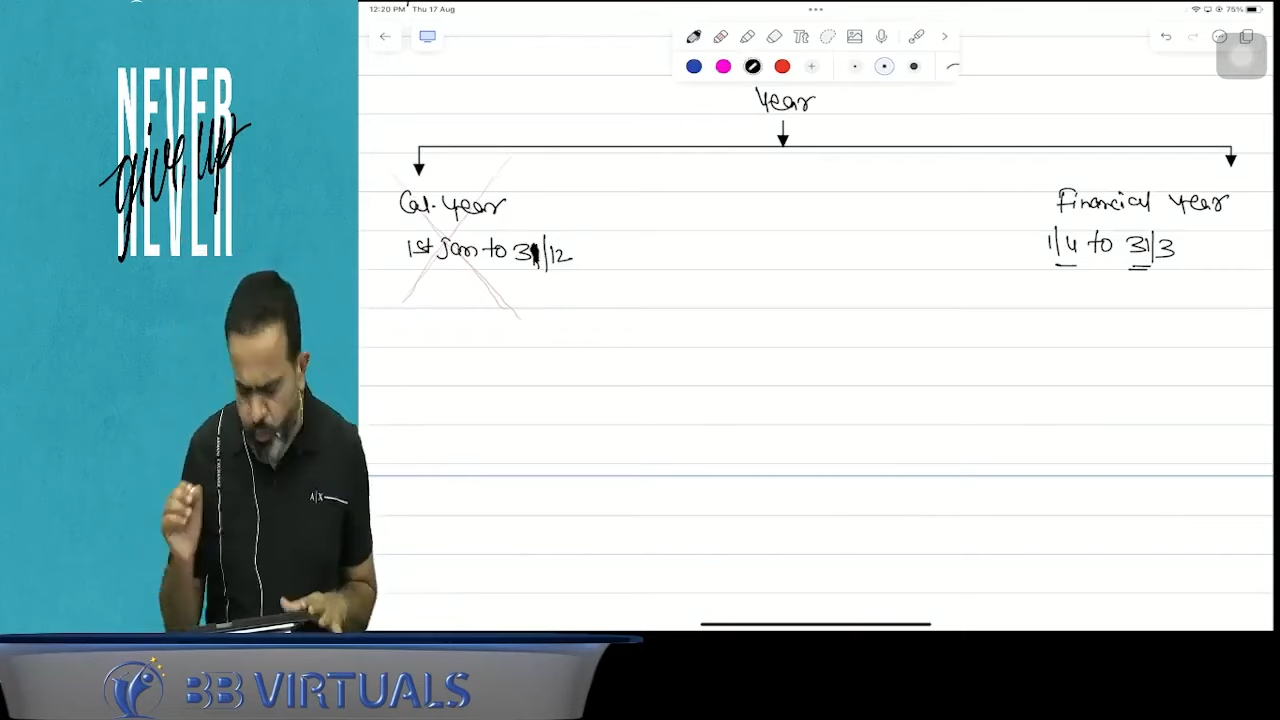 12:20 PM Thu 17 Aug
75%
NEVER
give up
NEVER
Tt
Year
Cal. Year
Financial Year
1st Jan to 31/12
1/4 to 31/3
A|X
BB VIRTUALS